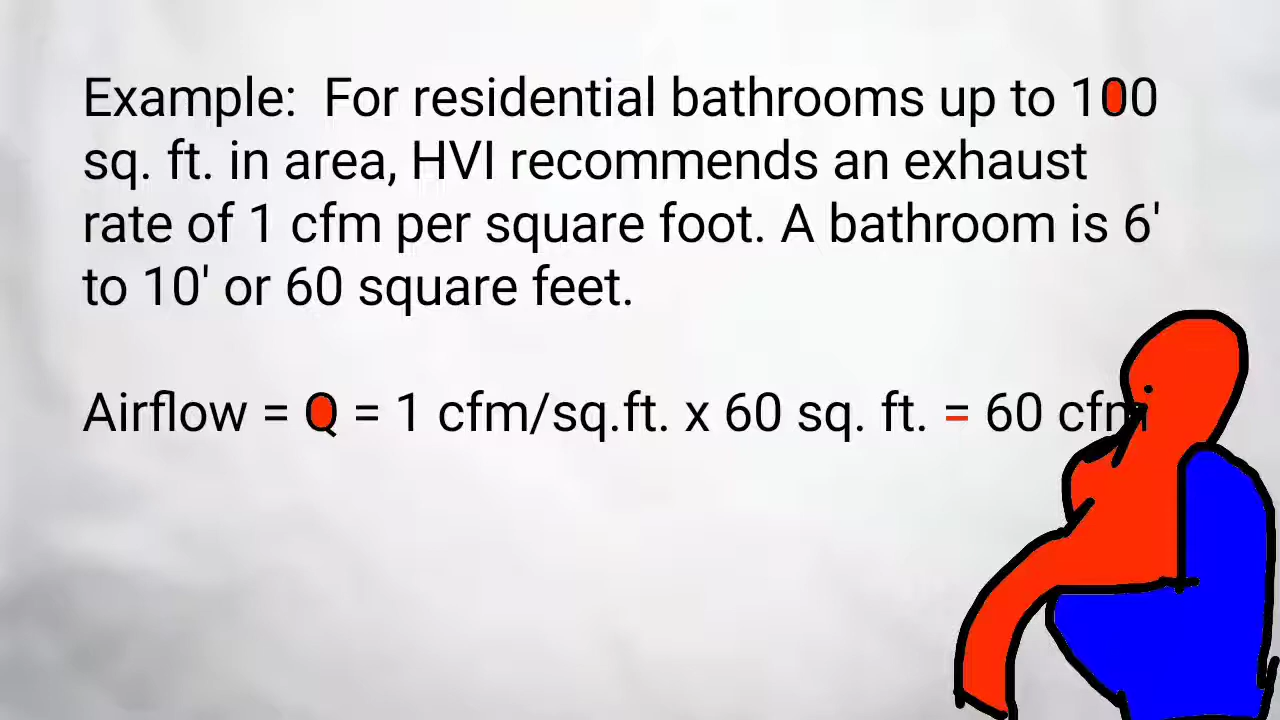 Example:  For residential bathrooms up to 100
sq. ft. in area, HVI recommends an exhaust
rate of 1 cfm per square foot. A bathroom is 6'
to 10' or 60 square feet.
Airflow = Q = 1 cfm/sq.ft. x 60 sq. ft. = 60 cfm